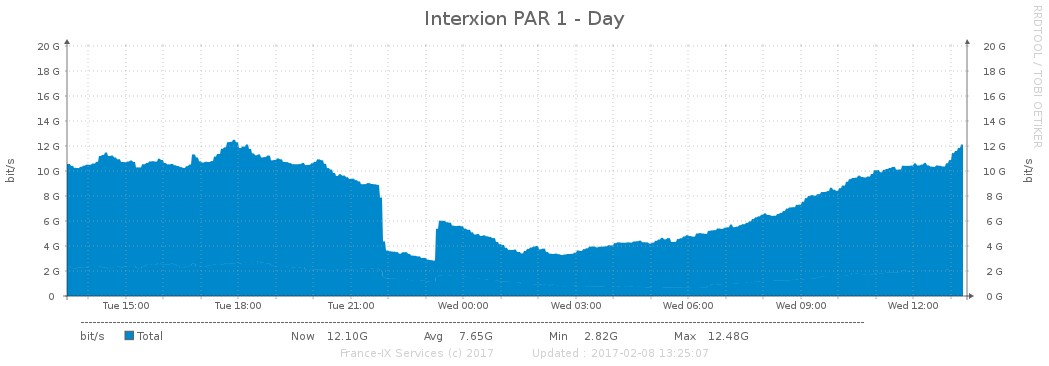 Interxion PAR 1 - Day
RRDTOOL / TOBI OETIKER
20 G 20 G
18 G 18 G
16 G 16 G
14 G 14 G
12 G 12 G
10 G 10 G
8 G 8 G
6 G 6 G
4 G 4 G
2 G 2 G
0 0 G
bit/s
bit/s
Tue 15:00 Tue 18:00 Tue 21:00 Wed 00:00 Wed 03:00 Wed 06:00 Wed 09:00 Wed 12:00
bit/s Total Now 12.10G Avg 7.65G Min 2.82G Max 12.48G
France-IX Services (c) 2017 Updated : 2017-02-08 13:25:07